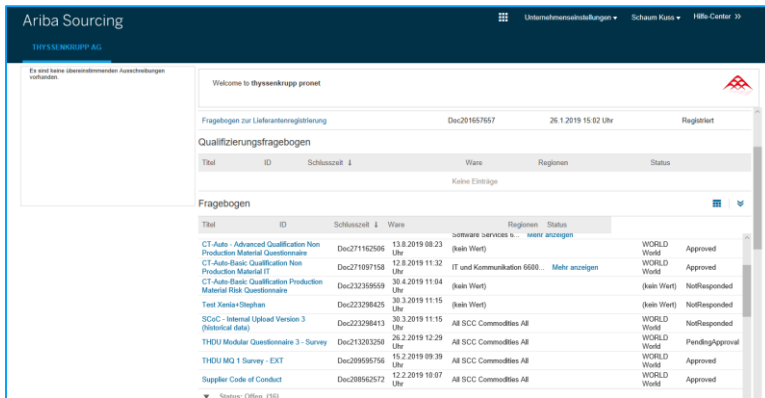 Ariba Sourcing
Unternehmenseinstellungen
Schaum Kuss
Hilfe-Center
THYSSENKRUPP AG
Es sind keine übereinstimmenden Ausschreibungen
vorhanden.
Welcome to thyssenkrupp pronet
Fragebogen zur Lieferantenregistrierung Doc201657657 26.1.2019 15:02 Uhr Registriert
Qualifizierungsfragebogen
Titel ID Schlusszeit ↓ Ware Regionen Status
Keine Einträge
Fragebogen
Titel ID Schlusszeit ↓ Ware Regionen Status
Software Services 6... Mehr anzeigen
CT-Auto - Advanced Qualification Non
Production Material Questionnaire
Doc271162506
13.8.2019 08:23
Uhr
(kein Wert)
WORLD
World
Approved
CT-Auto-Basic Qualification Non
Production Material IT
Doc271097158
12.8.2019 11:32
Uhr
IT und Kommunikation 6680... Mehr anzeigen
WORLD
World
Approved
CT-Auto-Basic Qualification Production
Material Risk Questionnaire
Doc232359559
30.4.2019 11:04
Uhr
(kein Wert)
(kein Wert)
NotResponded
Test Xenia+Stephan
Doc223298425
30.3.2019 11:15
Uhr
(kein Wert)
(kein Wert)
NotResponded
SCoC - Internal Upload Version 3
(historical data)
Doc223298413
30.3.2019 11:15
Uhr
All SCC Commodities All
WORLD
World
NotResponded
THDU Modular Questionnaire 3 - Survey
Doc213203250
26.2.2019 12:29
Uhr
All SCC Commodities All
WORLD
World
PendingApproval
THDU MQ 1 Survey - EXT
Doc209595756
15.2.2019 09:39
Uhr
All SCC Commodities All
WORLD
World
Approved
Supplier Code of Conduct
Doc208562572
12.2.2019 10:07
Uhr
All SCC Commodities All
WORLD
World
Approved
Status: Offen (16)